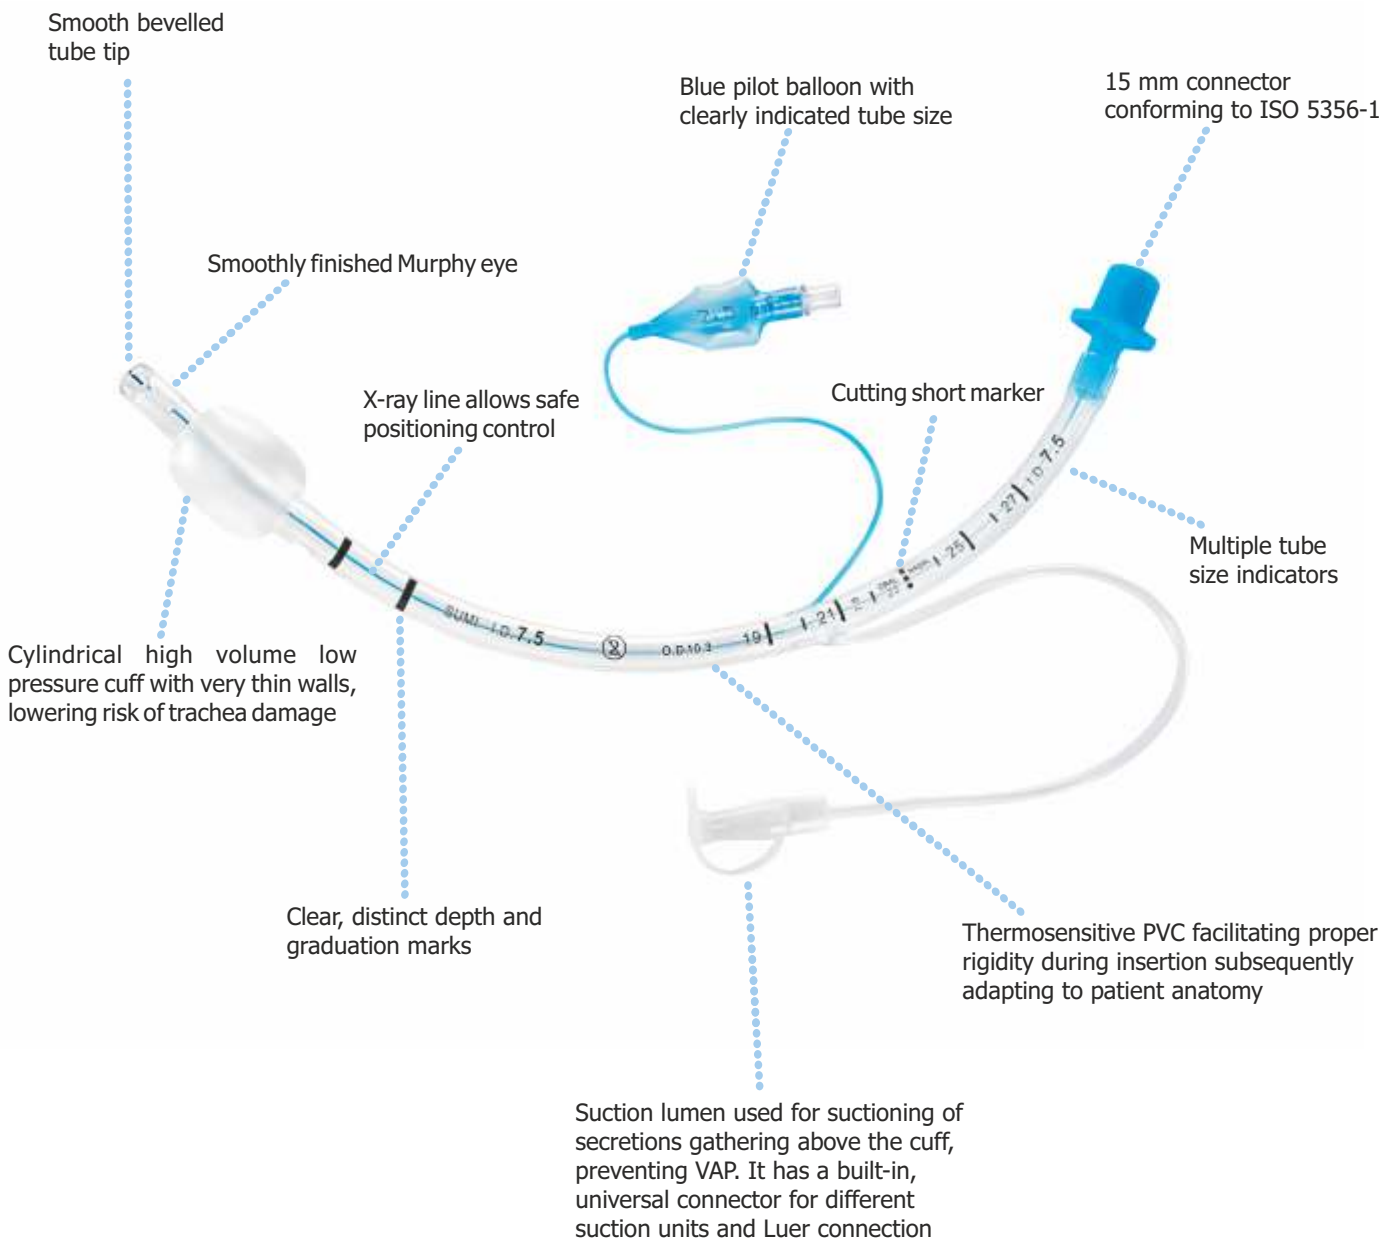 Smooth bevelled
tube tip
Blue pilot balloon with
clearly indicated tube size
15 mm connector
conforming to ISO 5356-1
Smoothly finished Murphy eye
X-ray line allows safe
positioning control
Cutting short marker
Multiple tube
size indicators
Cylindrical high volume low
pressure cuff with very thin walls,
lowering risk of trachea damage
SUMI I.D.7.5
O.D.10.2
19
21
25
27
I.D 7.5
Clear, distinct depth and
graduation marks
Thermosensitive PVC facilitating proper
rigidity during insertion subsequently
adapting to patient anatomy
Suction lumen used for suctioning of
secretions gathering above the cuff,
preventing VAP. It has a built-in,
universal connector for different
suction units and Luer connection